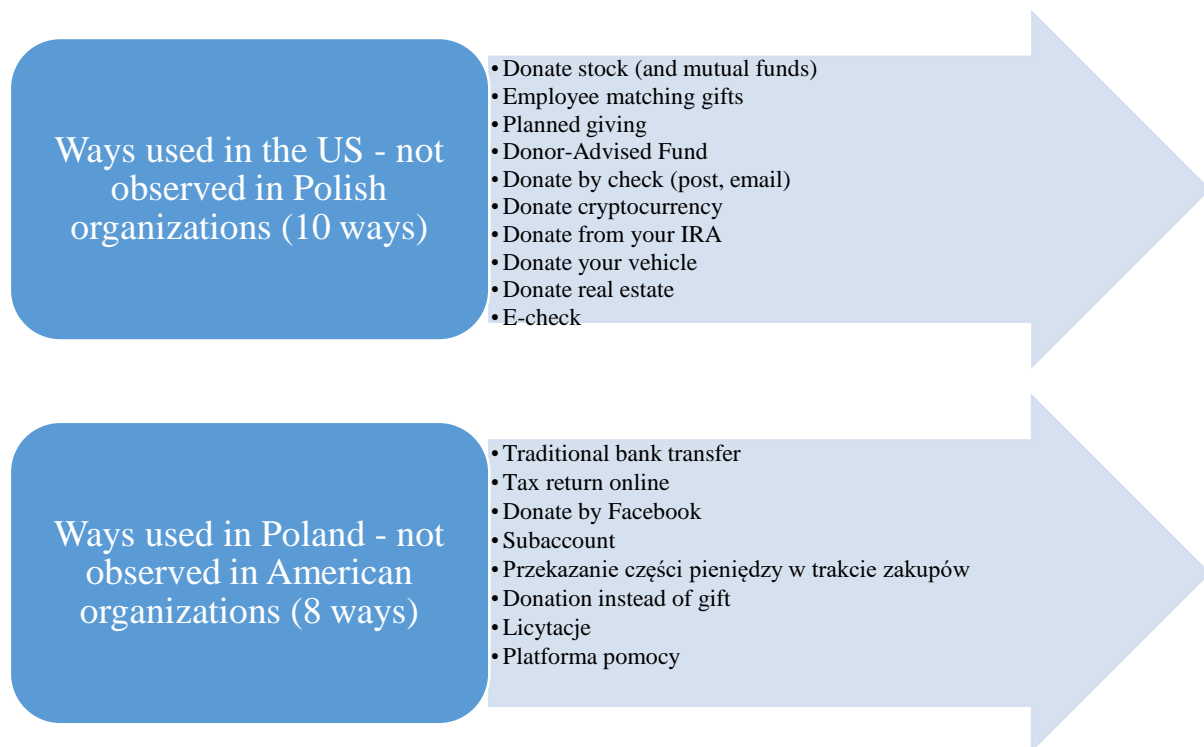 Ways used in the US - not
observed in Polish
organizations (10 ways)
• Donate stock (and mutual funds)
• Employee matching gifts
• Planned giving
• Donor-Advised Fund
• Donate by check (post, email)
• Donate cryptocurrency
• Donate from your IRA
• Donate your vehicle
• Donate real estate
• E-check
Ways used in Poland - not
observed in American
organizations (8 ways)
• Traditional bank transfer
• Tax return online
• Donate by Facebook
• Subaccount
• Przekazanie części pieniędzy w trakcie zakupów
• Donation instead of gift
• Licytacje
• Platforma pomocy